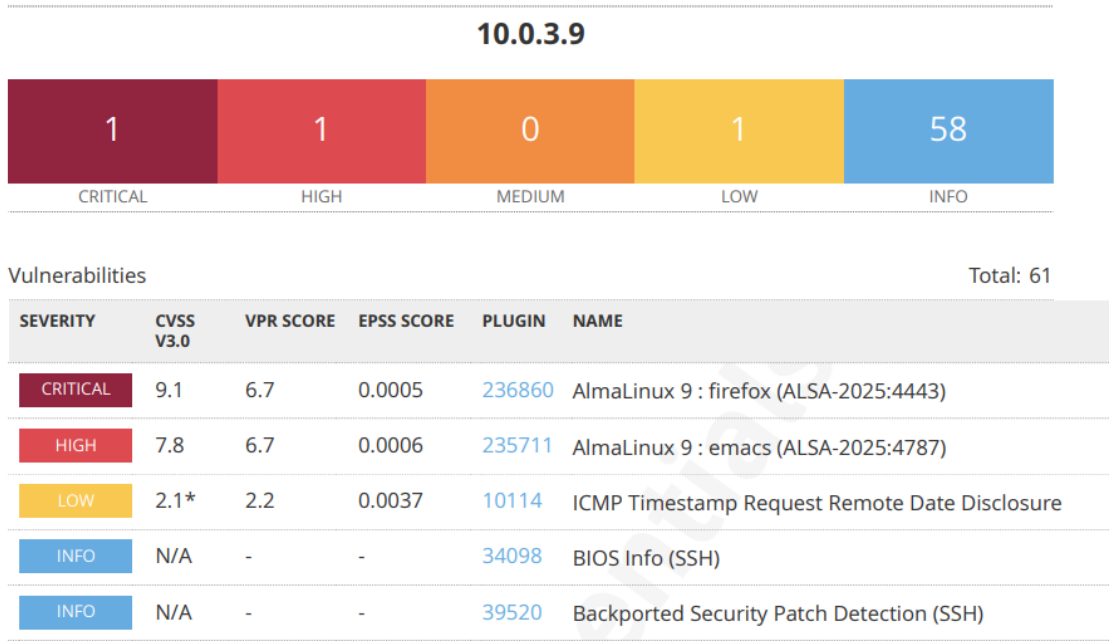 10.0.3.9
1 1 0 1 58
CRITICAL HIGH MEDIUM LOW INFO
Vulnerabilities Total: 61
SEVERITY CVSS V3.0 VPR SCORE EPSS SCORE PLUGIN NAME
CRITICAL 9.1 6.7 0.0005 236860 AlmaLinux 9 : firefox (ALSA-2025:4443)
HIGH 7.8 6.7 0.0006 235711 AlmaLinux 9 : emacs (ALSA-2025:4787)
LOW 2.1* 2.2 0.0037 10114 ICMP Timestamp Request Remote Date Disclosure
INFO N/A - - 34098 BIOS Info (SSH)
INFO N/A - - 39520 Backported Security Patch Detection (SSH)